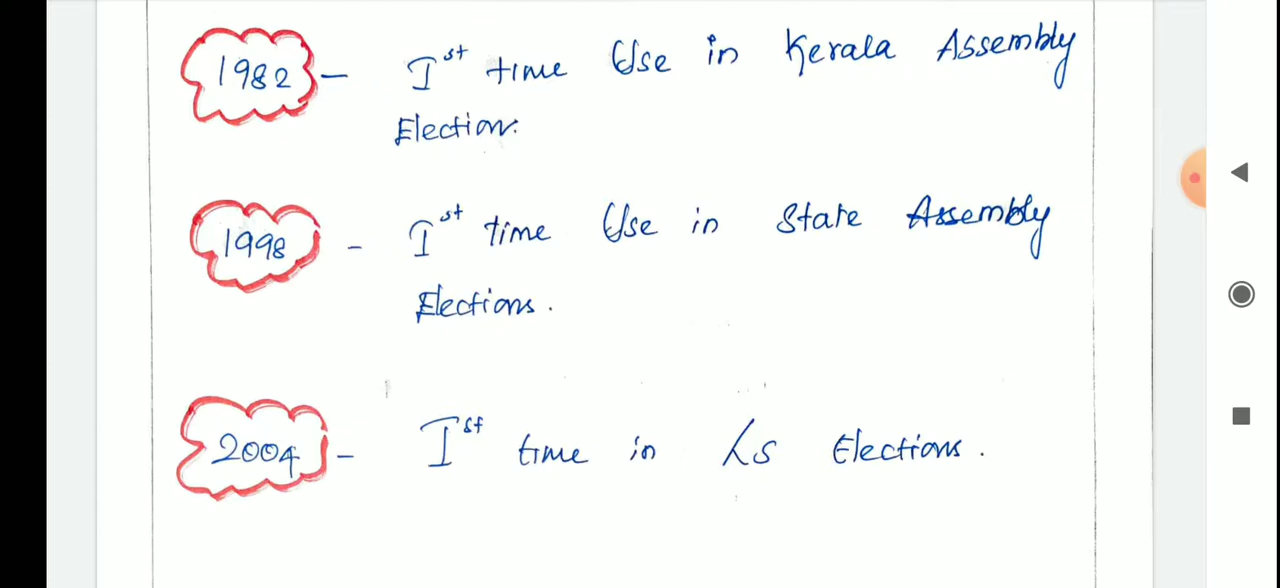 1982 - Ist time Use in Kerala Assembly
Election.
1998 - Ist time Use in State Assembly
Elections.
2004 - Ist time in LS Elections.